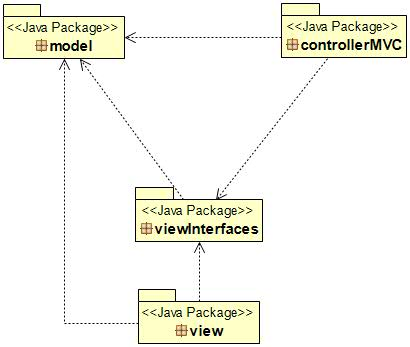 <<Java Package>>
model
<<Java Package>>
controllerMVC
<<Java Package>>
viewInterfaces
<<Java Package>>
view